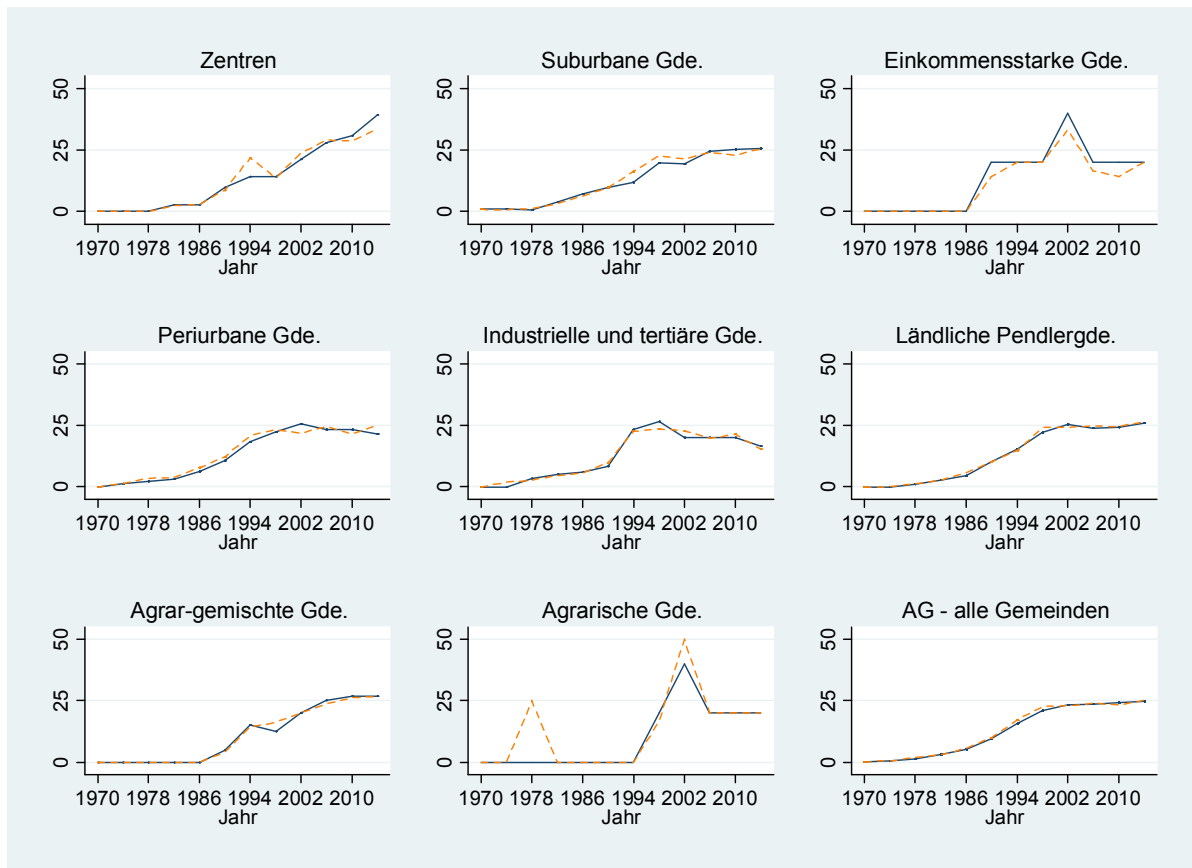 Zentren
50
25
0
1970 1978 1986 1994 2002 2010
Jahr
Suburbane Gde.
50
25
0
1970 1978 1986 1994 2002 2010
Jahr
Einkommensstarke Gde.
50
25
0
1970 1978 1986 1994 2002 2010
Jahr
Periurbane Gde.
50
25
0
1970 1978 1986 1994 2002 2010
Jahr
Industrielle und tertiäre Gde.
50
25
0
1970 1978 1986 1994 2002 2010
Jahr
Ländliche Pendlergde.
50
25
0
1970 1978 1986 1994 2002 2010
Jahr
Agrar-gemischte Gde.
50
25
0
1970 1978 1986 1994 2002 2010
Jahr
Agrarische Gde.
50
25
0
1970 1978 1986 1994 2002 2010
Jahr
AG - alle Gemeinden
50
25
0
1970 1978 1986 1994 2002 2010
Jahr